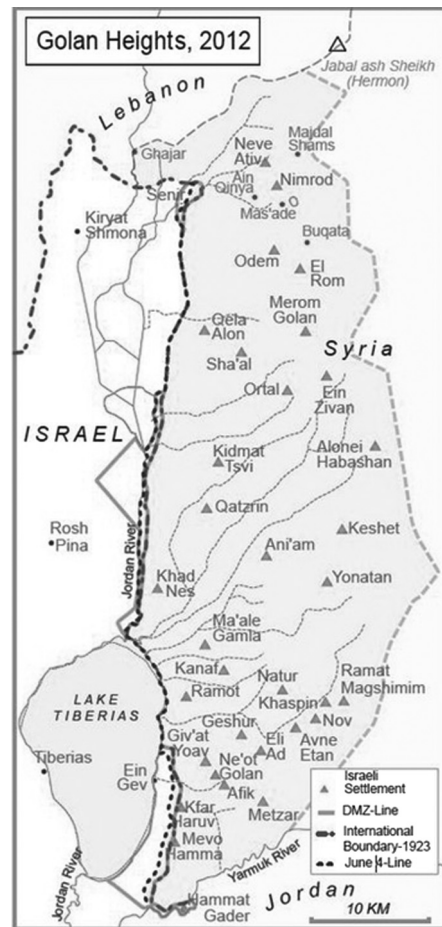 Golan Heights, 2012
Jabal ash Sheikh
(Hermon)
Lebanon
Ghajar
Neve
Ativ
Majdal
Shams
Ain
Qinya
Nimrod
Senir
Mas'ade
Kiryat
Shmona
Buqata
Odem
El
Rom
Merom
Golan
Qela
Alon
Sha'al
Syria
Ortal
Ein
Zivan
ISRAEL
Kidmat
Tsvi
Alonei
Habashan
Qatzrin
Rosh
Pina
Jordan River
Keshet
Ani'am
Yonatan
Khad
Nes
Ma'ale
Gamla
Kanaf
Natur
Ramat
Magshimim
LAKE
TIBERIAS
Ramot
Khaspin
Geshur
Nov
Giv'at
Yoav
Eli
Ad
Avne
Etan
Tiberias
Ein
Gev
Ne'ot
Golan
Afik
Kfar
Haruv
Metzar
Mevo
Hamma
Yarmuk River
Jordan River
Hammat
Gader
Jordan
Israeli
Settlement
DMZ-Line
International
Boundary-1923
June 4-Line
10 KM